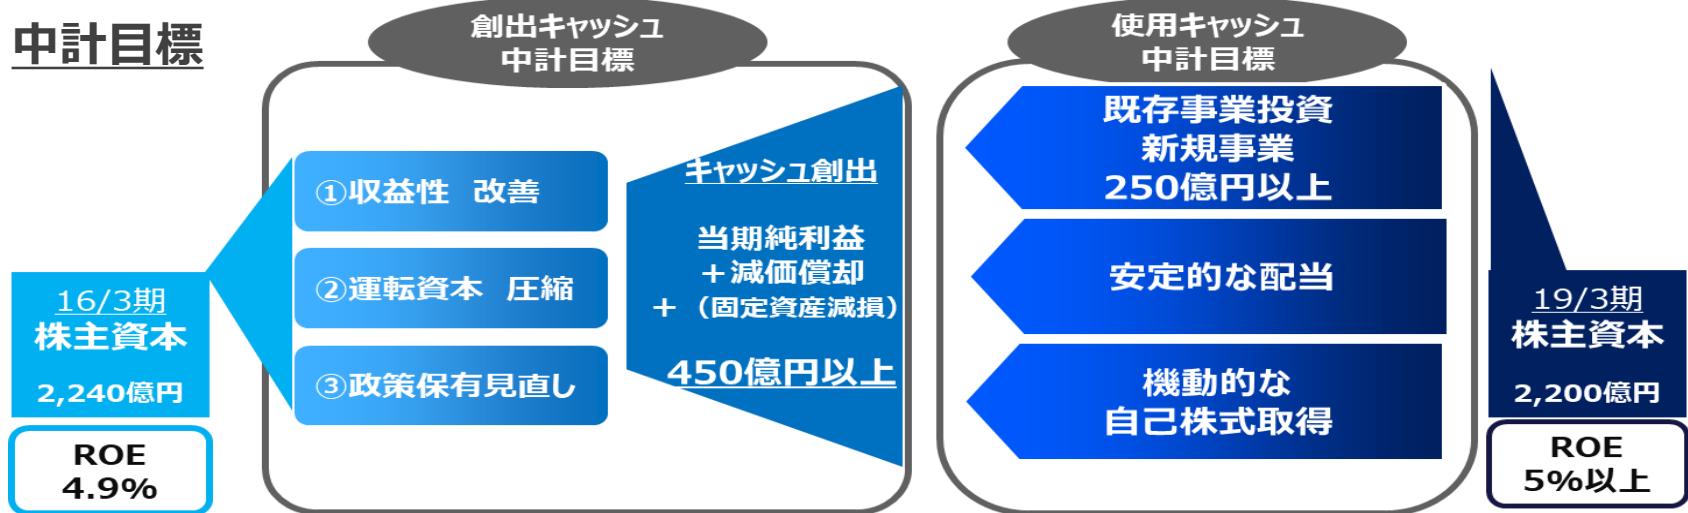 中計目標
創出キャッシュ
中計目標
使用キャッシュ
中計目標
16/3期
株主資本
2,240億円
ROE
4.9%
①収益性 改善
②運転資本 圧縮
③政策保有見直し
キャッシュ創出
当期純利益
＋減価償却
＋（固定資産減損）
450億円以上
既存事業投資
新規事業
250億円以上
安定的な配当
機動的な
自己株式取得
19/3期
株主資本
2,200億円
ROE
5%以上